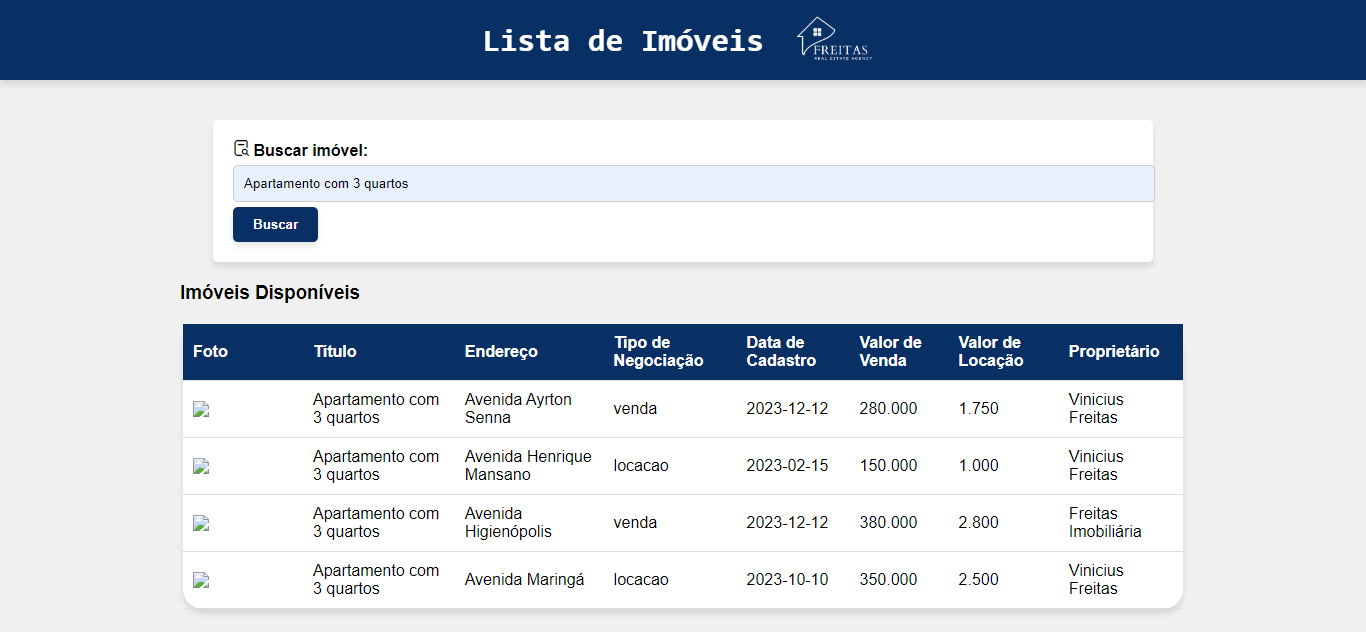 Lista de Imóveis
FREITAS
REAL ESTATE AGENCY
Buscar imóvel:
Apartamento com 3 quartos
Buscar
Imóveis Disponíveis
Foto Título Endereço Tipo de Negociação Data de Cadastro Valor de Venda Valor de Locação Proprietário
Apartamento com 3 quartos Avenida Ayrton Senna venda 2023-12-12 280.000 1.750 Vinicius Freitas
Apartamento com 3 quartos Avenida Henrique Mansano locacao 2023-02-15 150.000 1.000 Vinicius Freitas
Apartamento com 3 quartos Avenida Higienópolis venda 2023-12-12 380.000 2.800 Freitas Imobiliária
Apartamento com 3 quartos Avenida Maringá locacao 2023-10-10 350.000 2.500 Vinicius Freitas